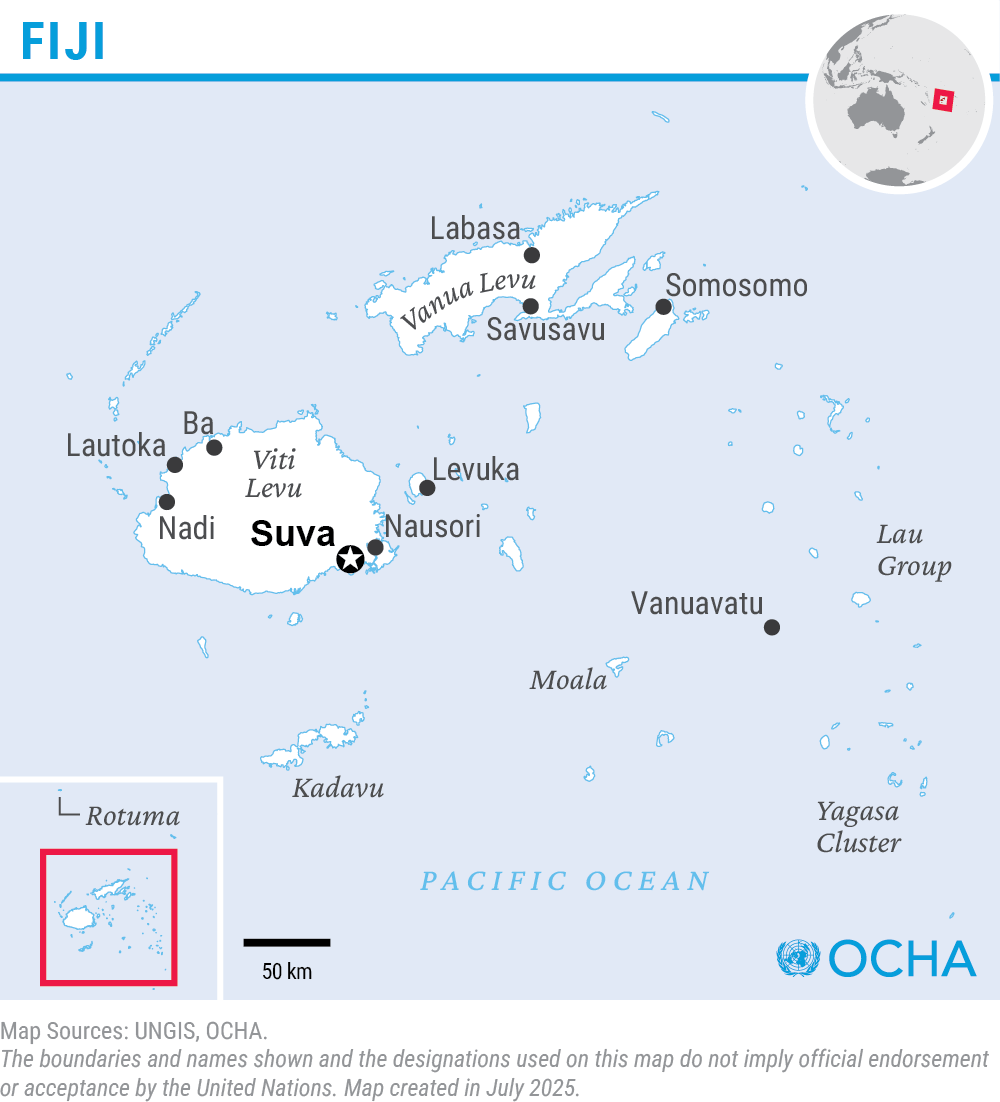 FIJI
Labasa
Vanua Levu
Somosomo
Savusavu
Ba
Lautoka
Viti
Levu
Levuka
Nadi
Suva
Nausori
Lau
Group
Vanuavatu
Moala
Kadavu
Rotuma
Yagasa
Cluster
PACIFIC OCEAN
50 km
OCHA
Map Sources: UNGIS, OCHA.
The boundaries and names shown and the designations used on this map do not imply official endorsement
or acceptance by the United Nations. Map created in July 2025.